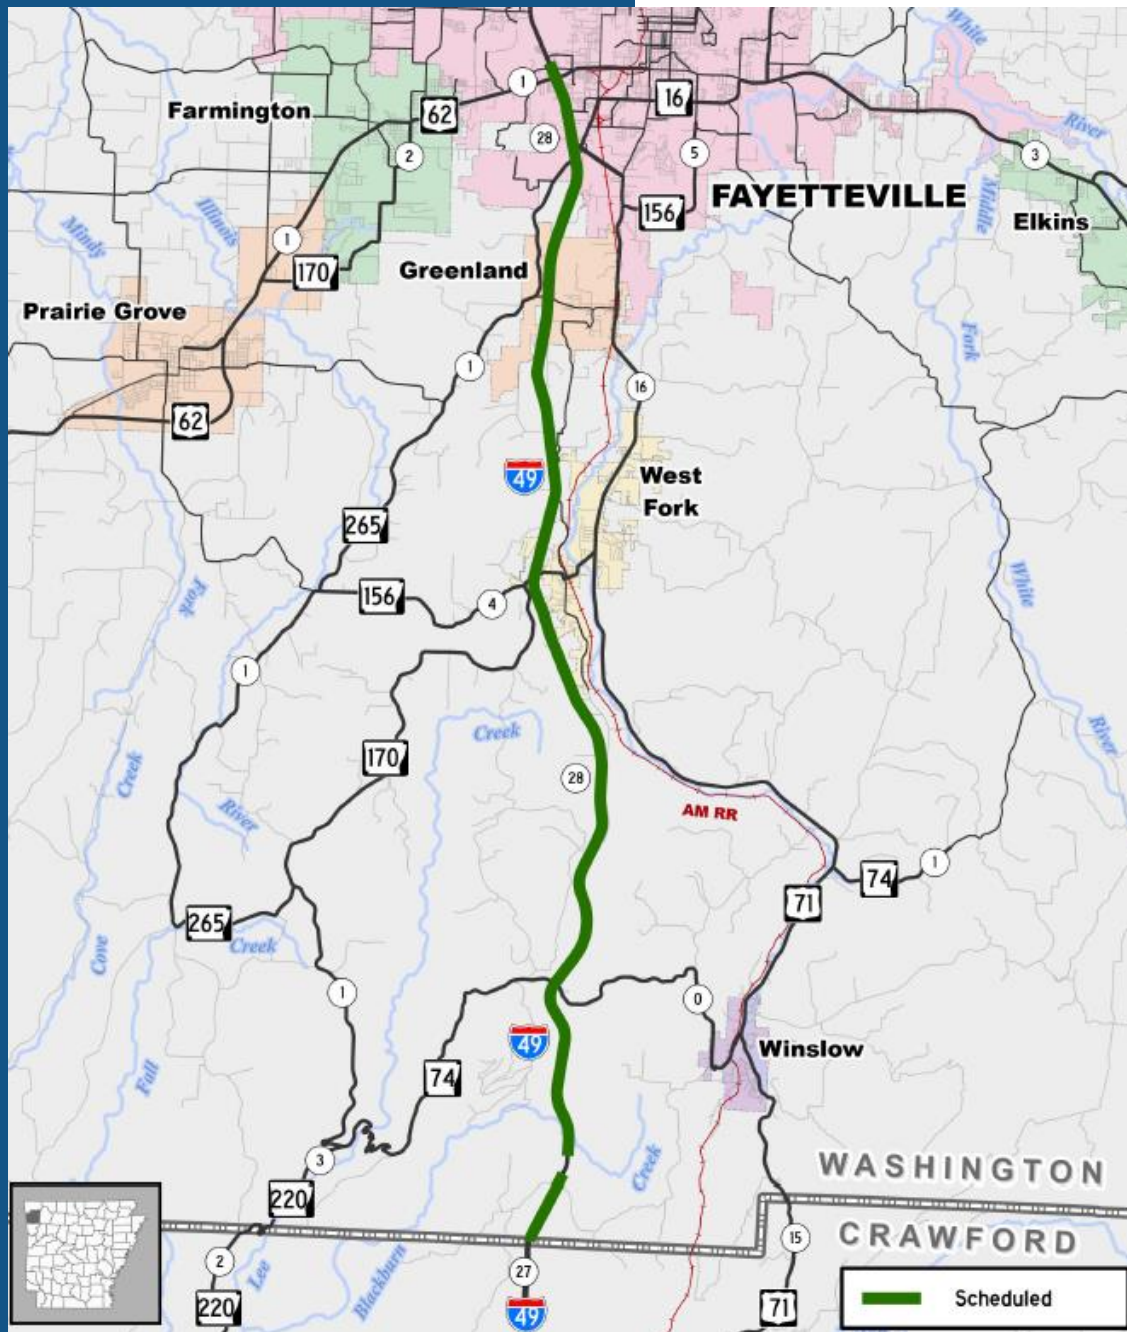 White
1
Farmington
62
16
28
River
2
5
3
FAYETTEVILLE
Middle
156
Elkins
Illinois
Muddy
1
170
Greenland
Prairie Grove
Fork
1
16
62
49
West
Fork
265
White
156
4
Fork
1
Creek
170
28
River
Creek
River
AM RR
1
74
71
265
Creek
Cove
1
0
49
Winslow
74
Fall
3
Creek
WASHINGTON
220
CRAWFORD
15
2
Lee
Blackburn
27
220
49
71
Scheduled